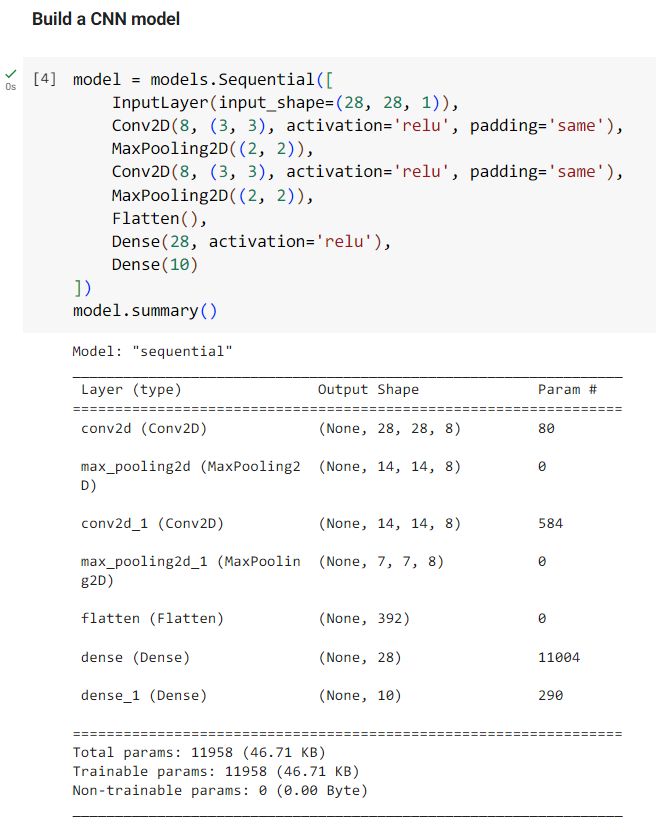 Build a CNN model
0s
[4] model = models.Sequential([
InputLayer(input_shape=(28, 28, 1)),
Conv2D(8, (3, 3), activation='relu', padding='same'),
MaxPooling2D((2, 2)),
Conv2D(8, (3, 3), activation='relu', padding='same'),
MaxPooling2D((2, 2)),
Flatten(),
Dense(28, activation='relu'),
Dense(10)
])
model.summary()
Model: "sequential"
_________________________________________________________________
Layer (type) Output Shape Param #
=================================================================
conv2d (Conv2D) (None, 28, 28, 8) 80
max_pooling2d (MaxPooling2 (None, 14, 14, 8) 0
D)
conv2d_1 (Conv2D) (None, 14, 14, 8) 584
max_pooling2d_1 (MaxPoolin (None, 7, 7, 8) 0
g2D)
flatten (Flatten) (None, 392) 0
dense (Dense) (None, 28) 11004
dense_1 (Dense) (None, 10) 290
=================================================================
Total params: 11958 (46.71 KB)
Trainable params: 11958 (46.71 KB)
Non-trainable params: 0 (0.00 Byte)
_________________________________________________________________